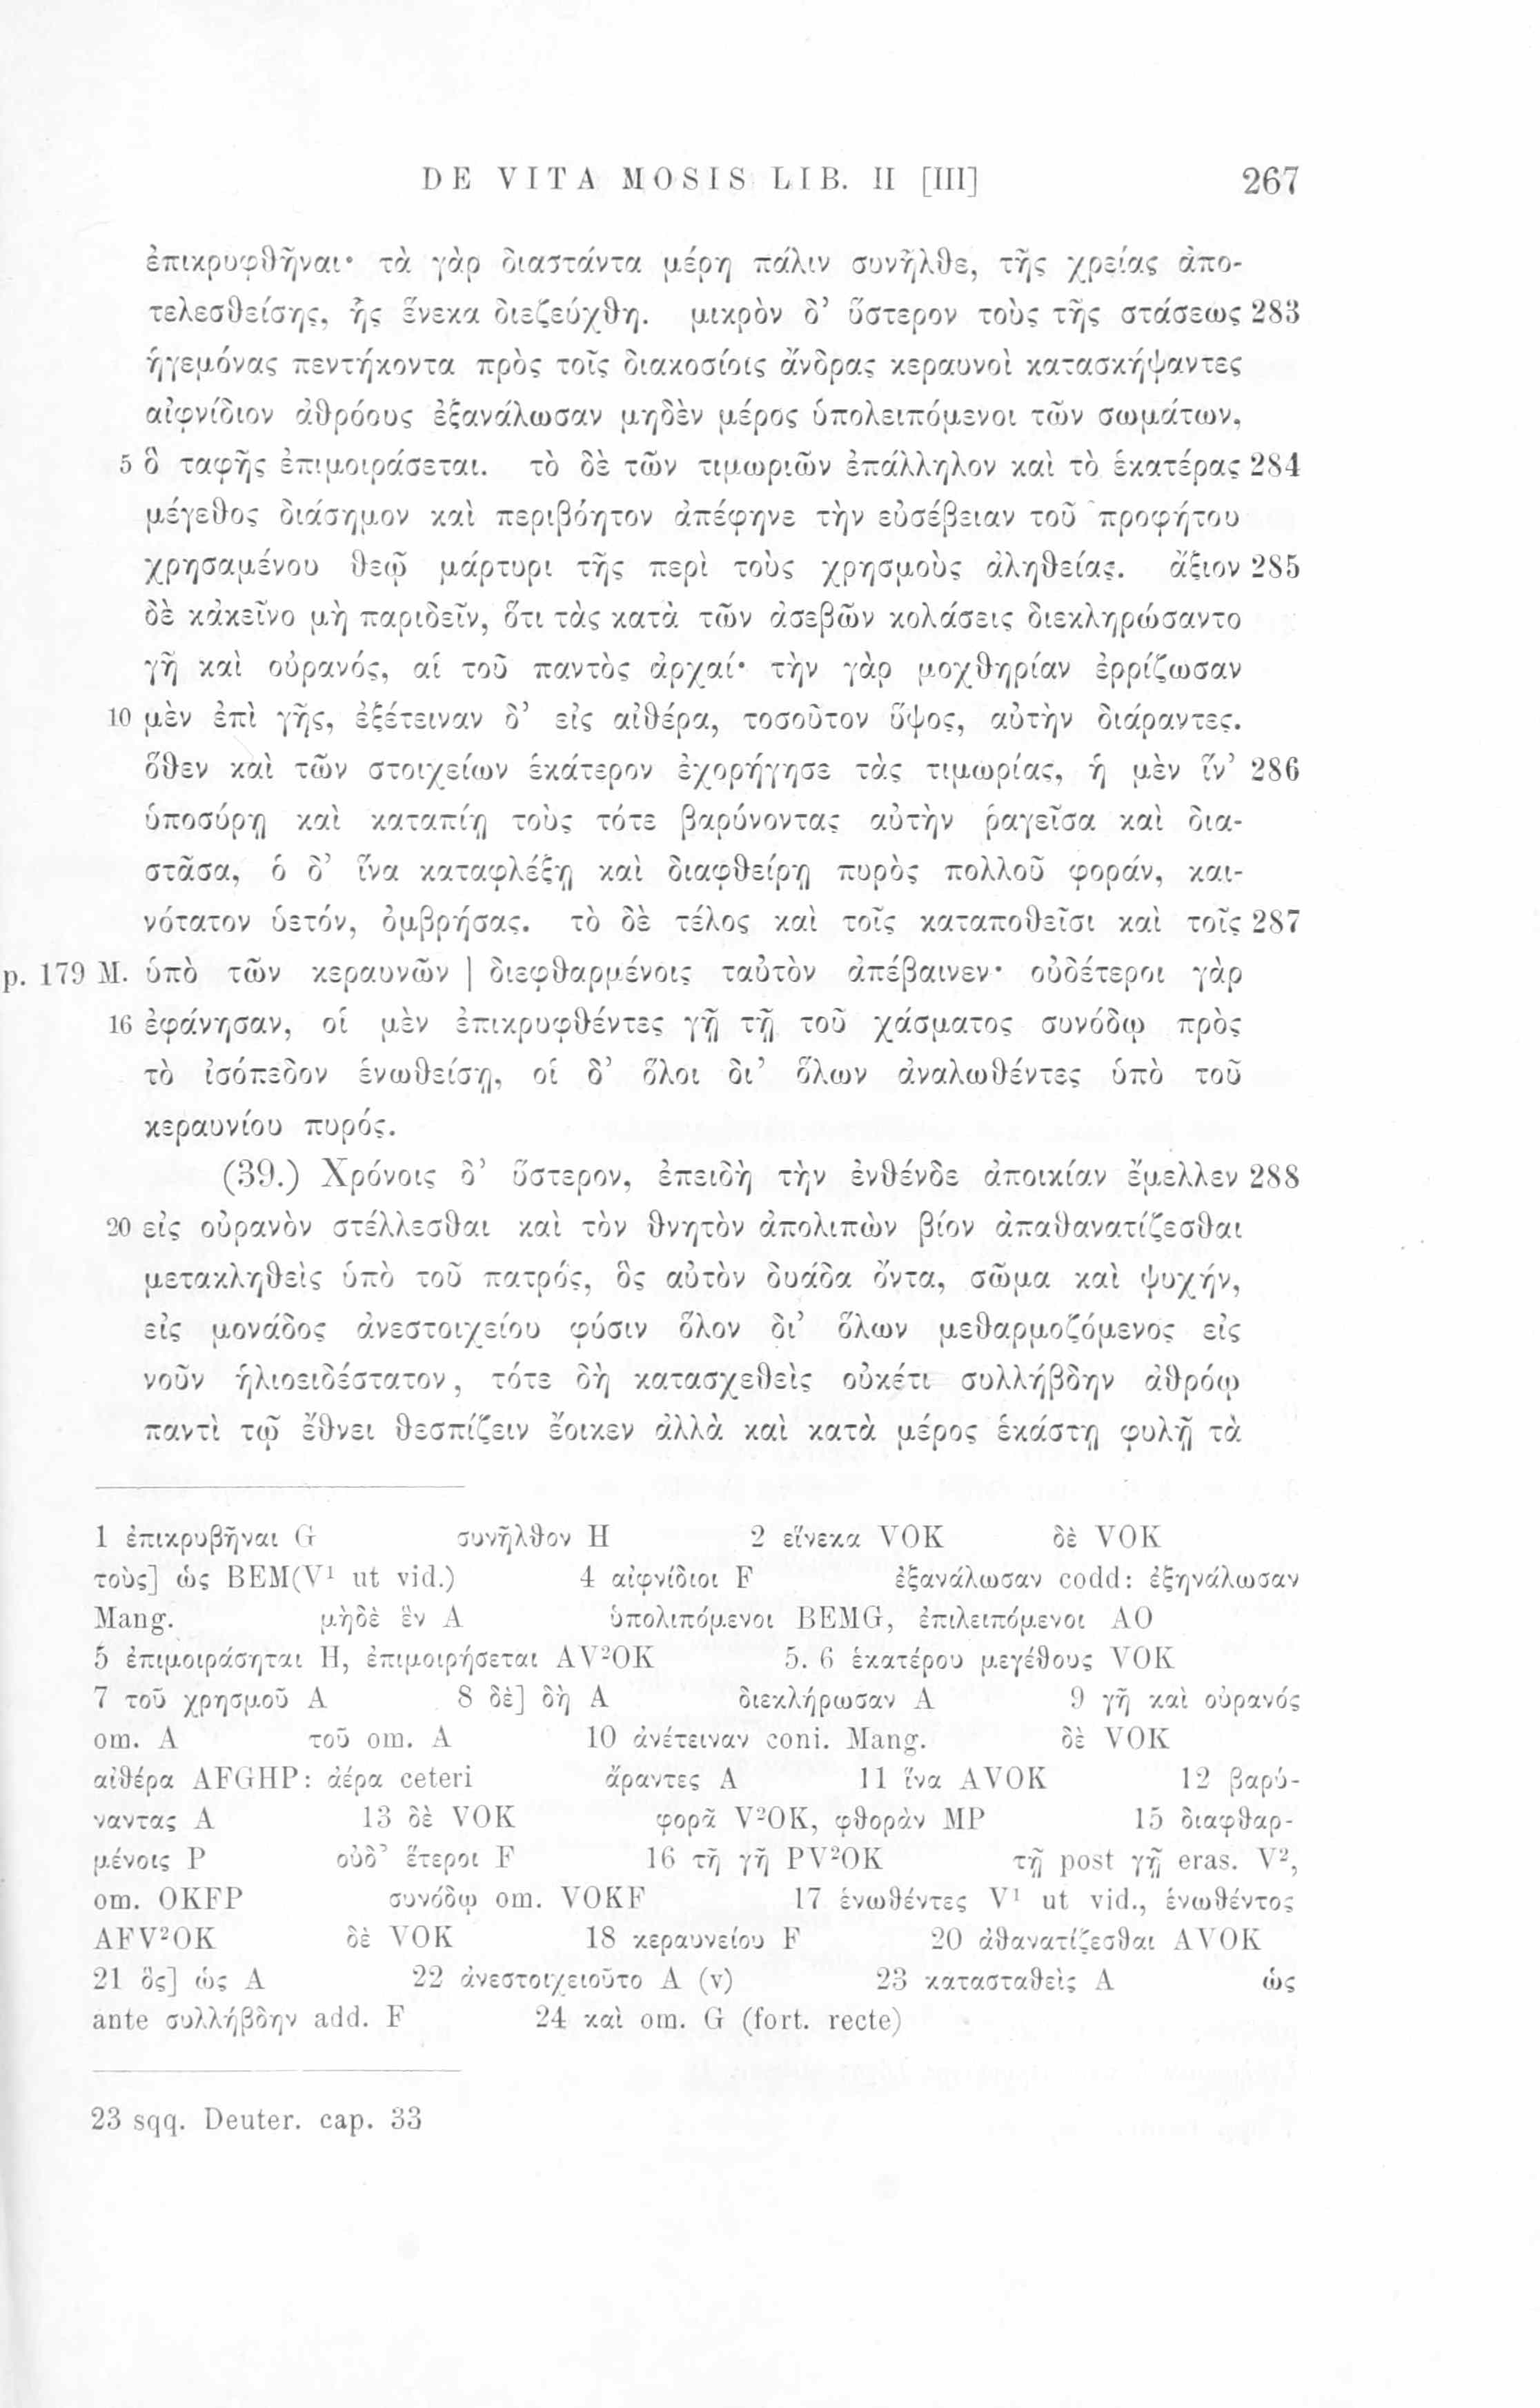 DE VITA MOSIS LIB. II [III] 267
ἐπικρυφθῆναι· τὰ γὰρ διαστάντα μέρη πάλιν συνῆλθε, τῆς χρείας ἀπο-
τελεσθείσης, ἧς ἕνεκα διεζεύχθη. μικρὸν δ’ ὕστερον τοὺς τῆς στάσεως 283
ἡγεμόνας πεντήκοντα πρὸς τοῖς διακοσίοις ἄνδρας κεραυνοὶ κατασκήψαντες
αἰφνίδιον ἀθρόους ἐξανάλωσαν μηδὲν μέρος ὑπολειπόμενοι τῶν σωμάτων,
5 ὃ ταφῆς ἐπιμοιράσεται. τὸ δὲ τῶν τιμωριῶν ἐπάλληλον καὶ τὸ ἑκατέρας 284
μέγεθος διάσημον καὶ περιβόητον ἀπέφηνε τὴν εὐσέβειαν τοῦ προφήτου
χρησαμένου θεῷ μάρτυρι τῆς περὶ τοὺς χρησμοὺς ἀληθείας. ἄξιον 285
δὲ κἀκεῖνο μὴ παριδεῖν, ὅτι τὰς κατὰ τῶν ἀσεβῶν κολάσεις διεκληρώσαντο
γῆ καὶ οὐρανός, αἱ τοῦ παντὸς ἀρχαί· τὴν γὰρ μοχθηρίαν ἐρρίζωσαν
10 μὲν ἐπὶ γῆς, ἐξέτειναν δ’ εἰς αἰθέρα, τοσοῦτον ὕψος, αὐτὴν διάραντες.
ὅθεν καὶ τῶν στοιχείων ἑκάτερον ἐχορήγησε τὰς τιμωρίας, ἡ μὲν ἵν’ 286
ὑποσύρῃ καὶ καταπίῃ τοὺς τότε βαρύνοντας αὐτὴν ῥαγεῖσα καὶ δια-
στᾶσα, ὁ δ’ ἵνα καταφλέξῃ καὶ διαφθείρῃ πυρὸς πολλοῦ φοράν, και-
νότατον ὑετόν, ὀμβρήσας. τὸ δὲ τέλος καὶ τοῖς καταποθεῖσι καὶ τοῖς 287
p. 179 M. ὑπὸ τῶν κεραυνῶν | διεφθαρμένοις ταὐτὸν ἀπέβαινεν· οὐδέτεροι γὰρ
16 ἐφάνησαν, οἱ μὲν ἐπικρυφθέντες γῇ τῇ τοῦ χάσματος συνόδῳ πρὸς
τὸ ἰσόπεδον ἑνωθείσῃ, οἱ δ’ ὅλοι δι’ ὅλων ἀναλωθέντες ὑπὸ τοῦ
κεραυνίου πυρός.
(39.) Χρόνοις δ’ ὕστερον, ἐπειδὴ τὴν ἐνθένδε ἀποικίαν ἔμελλεν 288
20 εἰς οὐρανὸν στέλλεσθαι καὶ τὸν θνητὸν ἀπολιπὼν βίον ἀπαθανατίζεσθαι
μετακληθεὶς ὑπὸ τοῦ πατρός, ὃς αὐτὸν δυάδα ὄντα, σῶμα καὶ ψυχήν,
εἰς μονάδος ἀνεστοιχείου φύσιν ὅλον δι’ ὅλων μεθαρμοζόμενος εἰς
νοῦν ἡλιοειδέστατον, τότε δὴ κατασχεθεὶς οὐκέτι συλλήβδην ἀθρόῳ
παντὶ τῷ ἔθνει θεσπίζειν ἔοικεν ἀλλὰ καὶ κατὰ μέρος ἑκάστῃ φυλῇ τὰ
1 ἐπικρυβῆναι G συνῆλθον H 2 εἵνεκα VOK δὲ VOK
τοὺς] ὡς BEM(V¹ ut vid.) 4 αἰφνίδιοι F ἐξανάλωσαν codd: ἐξηνάλωσαν
Mang. μηδὲ ἓν A ὑπολιπόμενοι BEMG, ἐπιλειπόμενοι AO
5 ἐπιμοιράσηται H, ἐπιμοιρήσεται AV²OK 5. 6 ἑκατέρου μεγέθους VOK
7 τοῦ χρησμοῦ A 8 δὲ] δὴ A διεκλήρωσαν A 9 γῆ καὶ οὐρανός
om. A τοῦ om. A 10 ἀνέτειναν coni. Mang. δὲ VOK
αἰθέρα AFGHP: ἀέρα ceteri ἄραντες A 11 ἵνα AVOK 12 βαρύ-
ναντας A 13 δὲ VOK φορᾷ V²OK, φθορὰν MP 15 διαφθαρ-
μένοις P οὐδ’ ἕτεροι F 16 τῇ γῇ PV²OK τῇ post γῇ eras. V²,
om. OKFP συνόδῳ om. VOKF 17 ἑνωθέντες V¹ ut vid., ἑνωθέντος
AFV²OK δὲ VOK 18 κεραυνείου F 20 ἀθανατίζεσθαι AVOK
21 ὃς] ὡς A 22 ἀνεστοιχειοῦτο A (v) 23 κατασταθεὶς A ὡς
ante συλλήβδην add. F 24 καὶ om. G (fort. recte)
23 sqq. Deuter. cap. 33